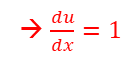 → du/dx = 1